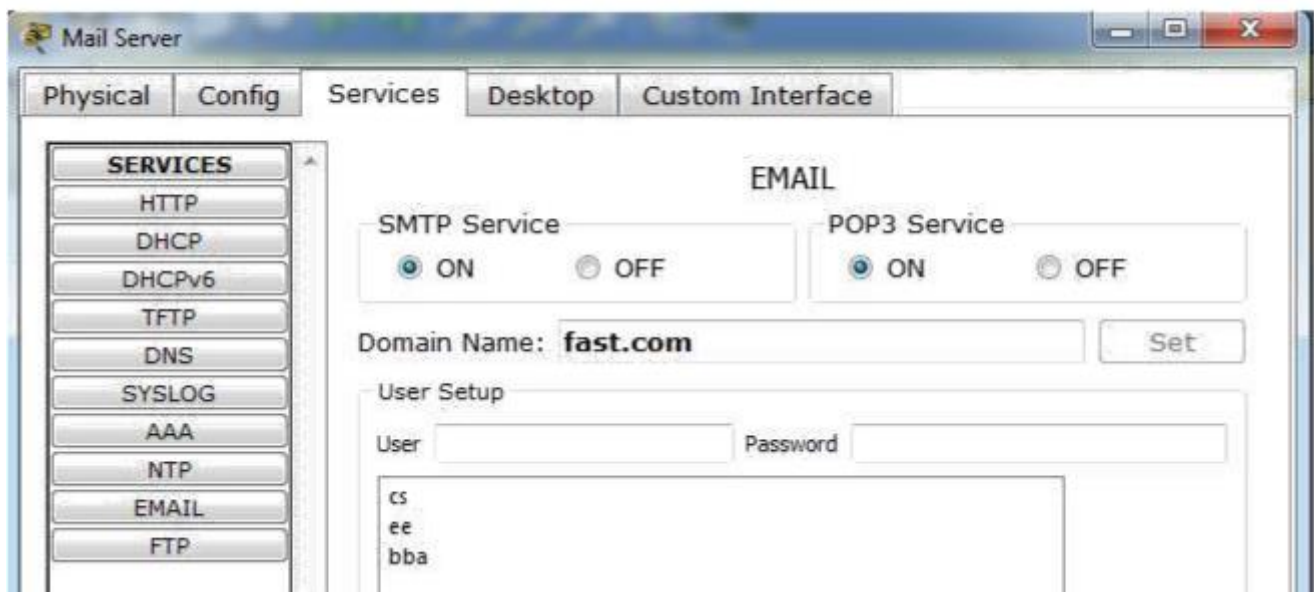 Mail Server
Physical Config Services Desktop Custom Interface
SERVICES
HTTP
DHCP
DHCPv6
TFTP
DNS
SYSLOG
AAA
NTP
EMAIL
FTP
EMAIL
SMTP Service POP3 Service
ON OFF ON OFF
Domain Name: fast.com Set
User Setup
User Password
cs
ee
bba